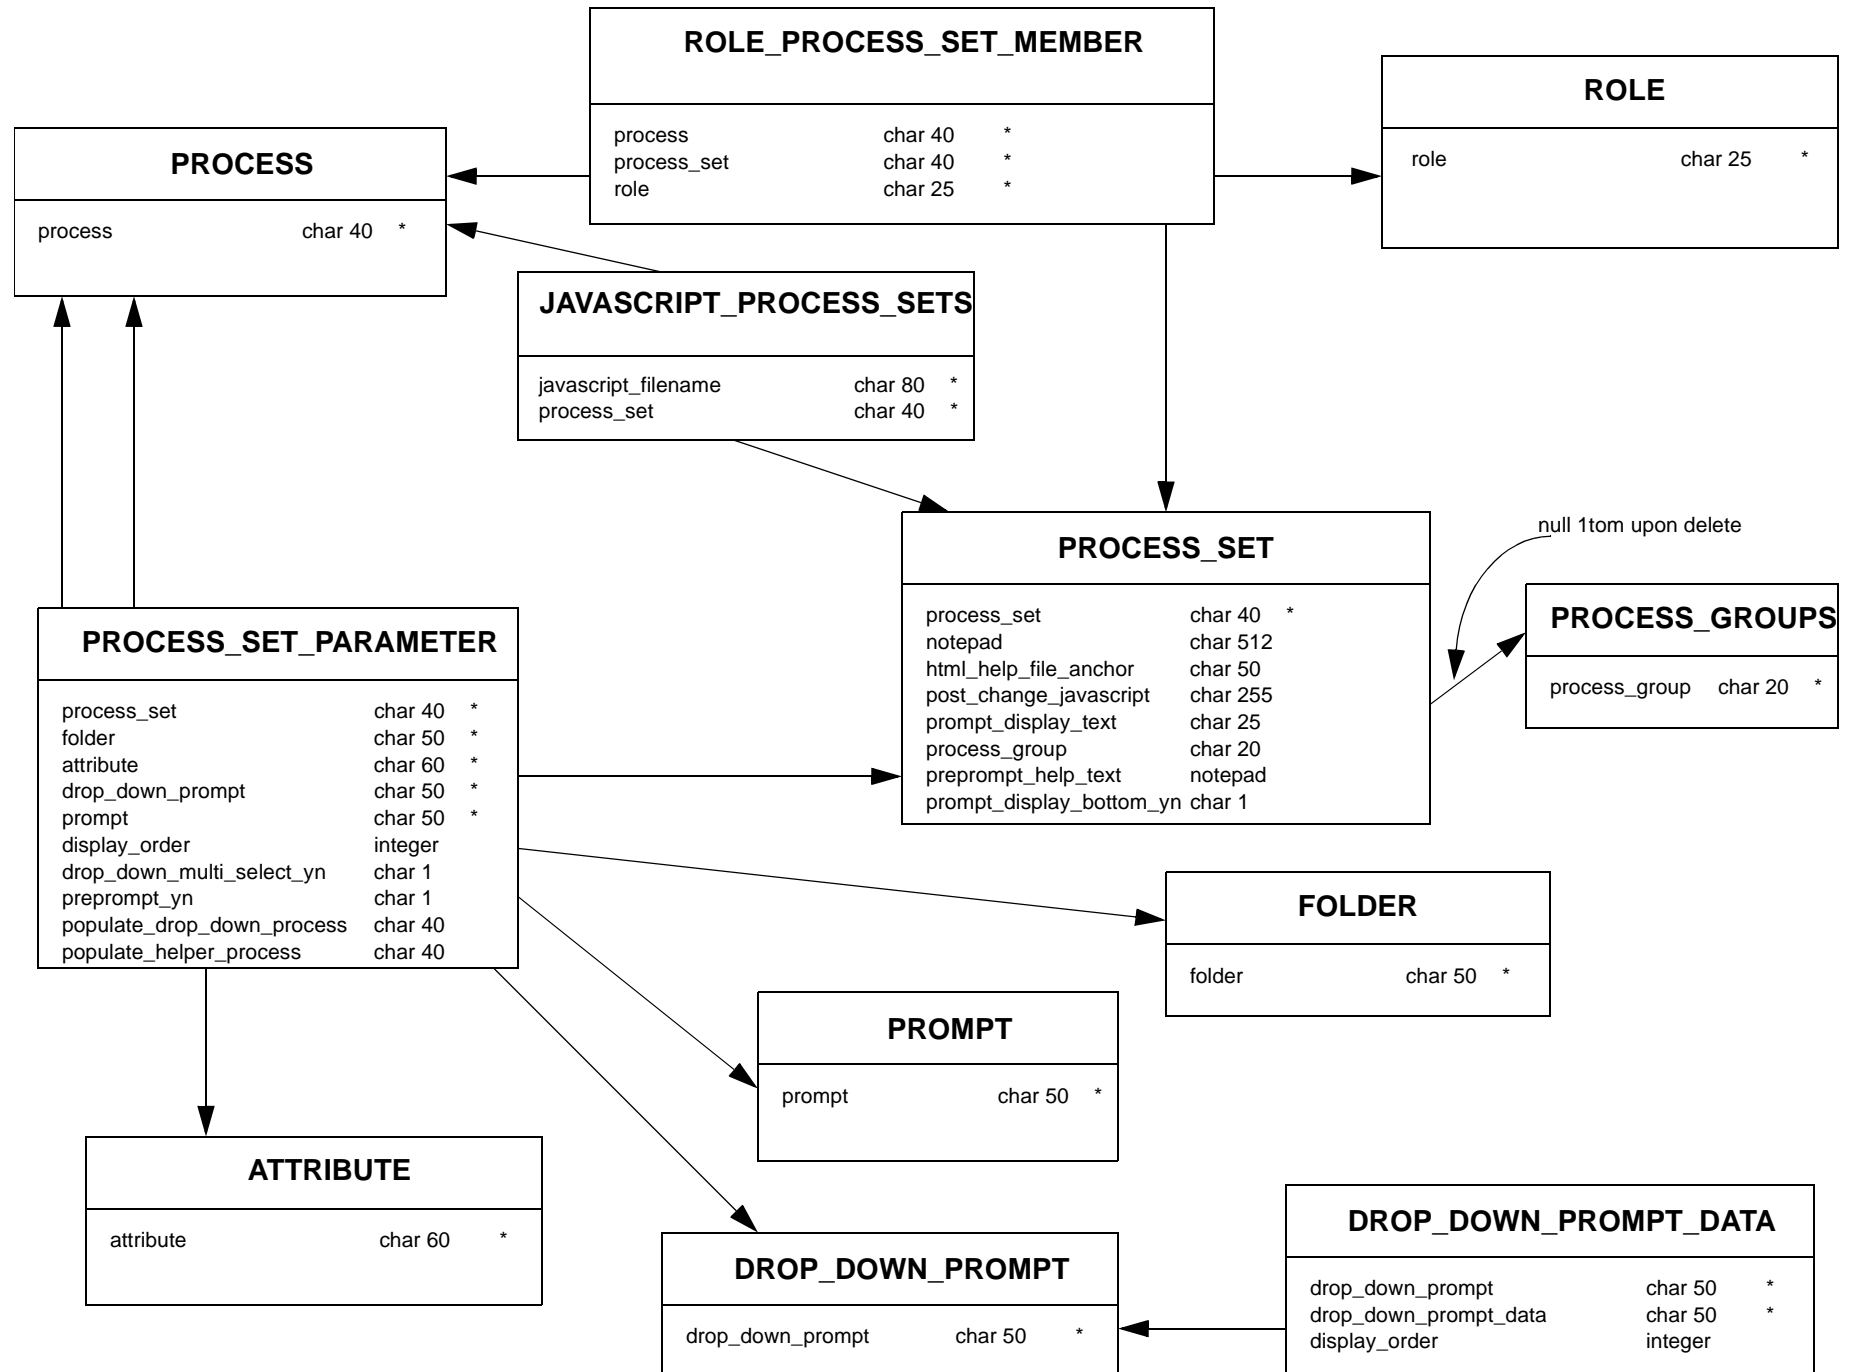 ROLE_PROCESS_SET_MEMBER
process char 40 *
process_set char 40 *
role char 25 *
ROLE
role char 25 *
PROCESS
process char 40 *
JAVASCRIPT_PROCESS_SETS
javascript_filename char 80 *
process_set char 40 *
PROCESS_SET
process_set char 40 *
notepad char 512
html_help_file_anchor char 50
post_change_javascript char 255
prompt_display_text char 25
process_group char 20
preprompt_help_text notepad
prompt_display_bottom_yn char 1
null 1tom upon delete
PROCESS_GROUPS
process_group char 20 *
PROCESS_SET_PARAMETER
process_set char 40 *
folder char 50 *
attribute char 60 *
drop_down_prompt char 50 *
prompt char 50 *
display_order integer
drop_down_multi_select_yn char 1
preprompt_yn char 1
populate_drop_down_process char 40
populate_helper_process char 40
FOLDER
folder char 50 *
PROMPT
prompt char 50 *
ATTRIBUTE
attribute char 60 *
DROP_DOWN_PROMPT
drop_down_prompt char 50 *
DROP_DOWN_PROMPT_DATA
drop_down_prompt char 50 *
drop_down_prompt_data char 50 *
display_order integer